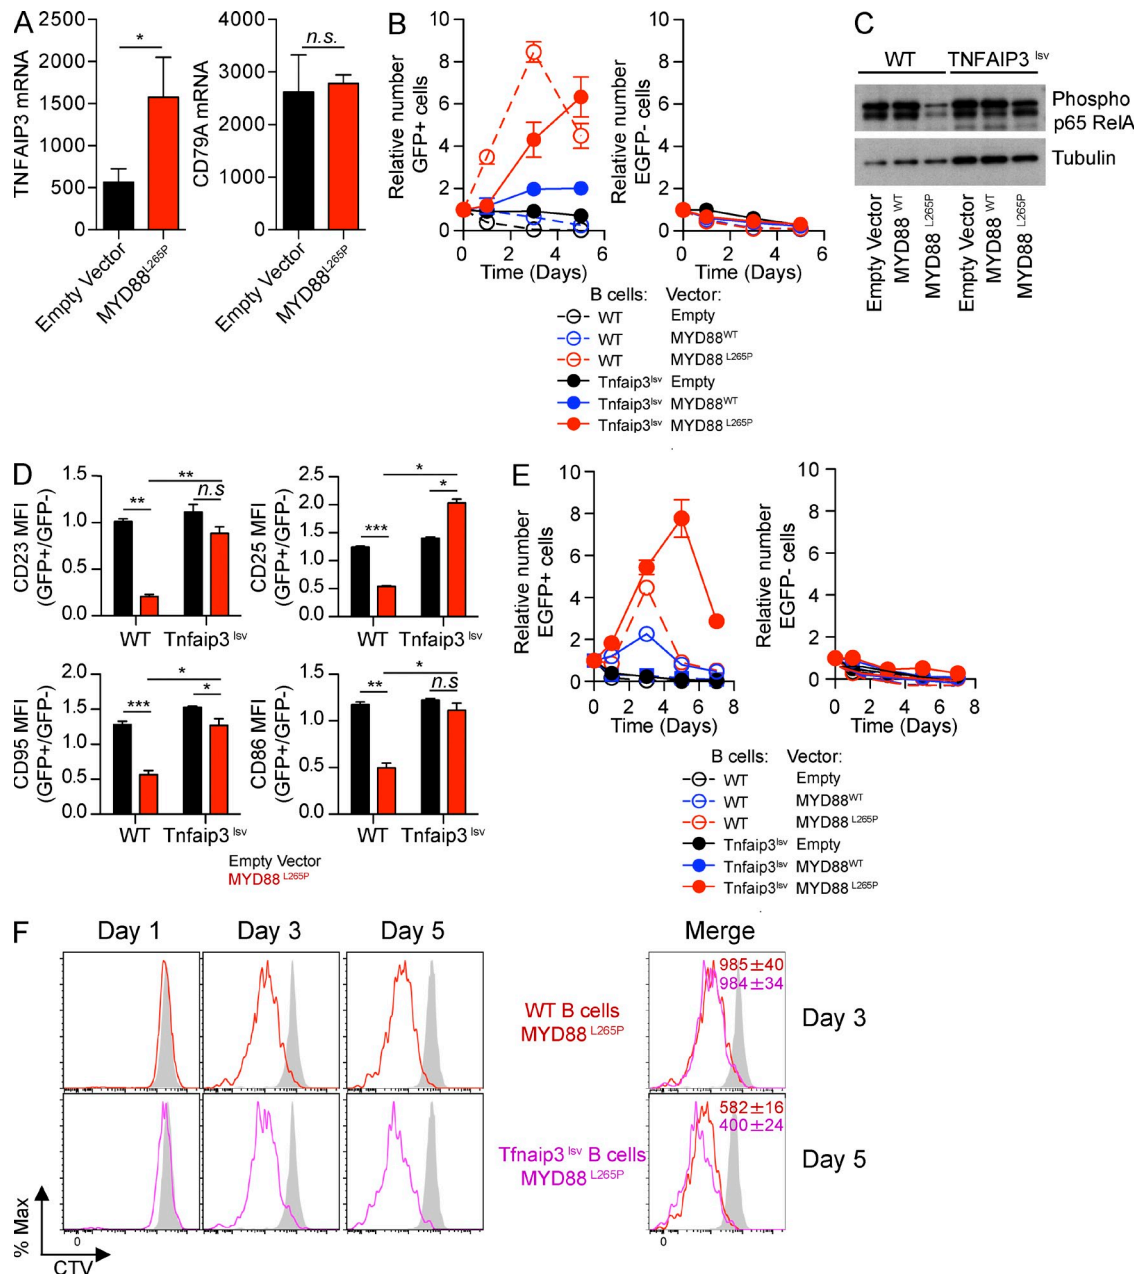 A
TNFAIP3 mRNA
2500
2000
1500
1000
500
0
*
Empty Vector
MYD88L265P
CD79A mRNA
4000
3000
2000
1000
0
n.s.
Empty Vector
MYD88L265P
B
Relative number
GFP+ cells
10
8
6
4
2
0
0 2 4 6
Time (Days)
Relative number
EGFP- cells
10
8
6
4
2
0
0 2 4 6
Time (Days)
B cells: Vector:
WT Empty
WT MYD88WT
WT MYD88 L265P
Tnfaip3lsv Empty
Tnfaip3lsv MYD88WT
Tnfaip3lsv MYD88L265P
C
WT TNFAIP3 lsv
Phospho
p65 RelA
Tubulin
Empty Vector
MYD88WT
MYD88L265P
Empty Vector
MYD88WT
MYD88L265P
D
CD23 MFI
(GFP+/GFP-)
1.5
1.0
0.5
0.0
**
**
n.s
WT Tnfaip3 lsv
CD25 MFI
(GFP+/GFP-)
2.5
2.0
1.5
1.0
0.5
0.0
*
***
*
WT Tnfaip3 lsv
CD95 MFI
(GFP+/GFP-)
2.0
1.5
1.0
0.5
0.0
*
***
*
WT Tnfaip3 lsv
CD86 MFI
(GFP+/GFP-)
1.5
1.0
0.5
0.0
*
**
n.s
WT Tnfaip3 lsv
Empty Vector
MYD88 L265P
E
Relative number
EGFP+ cells
10
8
6
4
2
0
0 2 4 6 8
Time (Days)
Relative number
EGFP- cells
10
8
6
4
2
0
0 2 4 6 8
Time (Days)
B cells: Vector:
WT Empty
WT MYD88WT
WT MYD88 L265P
Tnfaip3lsv Empty
Tnfaip3lsv MYD88WT
Tnfaip3lsv MYD88 L265P
F
Day 1 Day 3 Day 5 Merge
WT B cells
MYD88 L265P
985±40
984±34
Day 3
Tfnaip3 lsv B cells
MYD88 L265P
582±16
400±24
Day 5
% Max
0
0
CTV